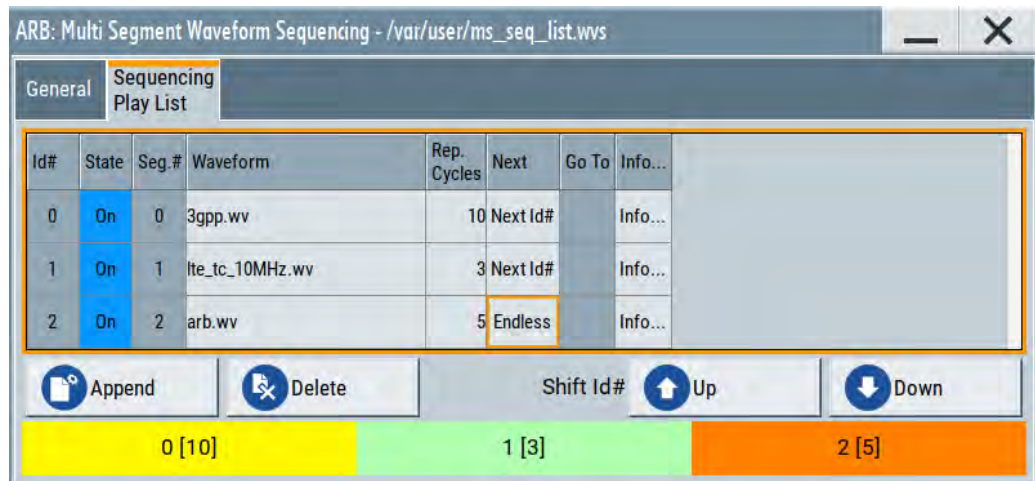 ARB: Multi Segment Waveform Sequencing - /var/user/ms_seq_list.wvs
General
Sequencing
Play List
Id# State Seg.# Waveform Rep. Cycles Next Go To Info...
0 On 0 3gpp.wv 10 Next Id# Info...
1 On 1 lte_tc_10MHz.wv 3 Next Id# Info...
2 On 2 arb.wv 5 Endless Info...
Append Delete Shift Id# Up Down
0 [10] 1 [3] 2 [5]